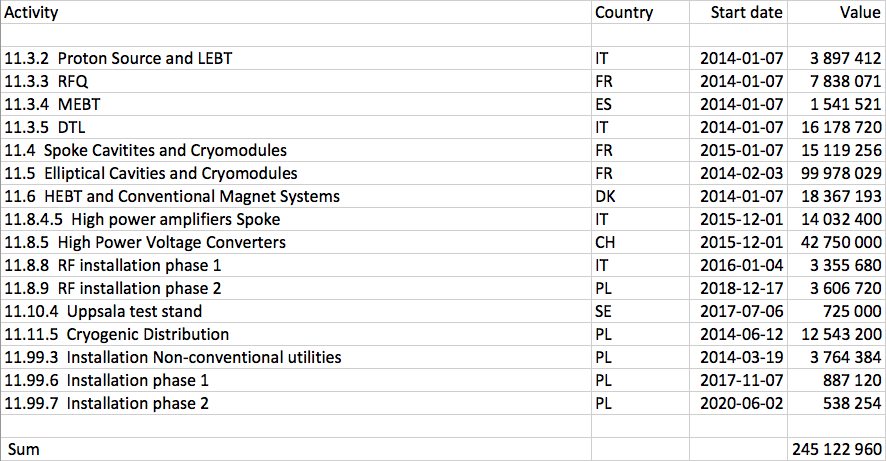 Activity Country Start date Value
11.3.2 Proton Source and LEBT IT 2014-01-07 3 897 412
11.3.3 RFQ FR 2014-01-07 7 838 071
11.3.4 MEBT ES 2014-01-07 1 541 521
11.3.5 DTL IT 2014-01-07 16 178 720
11.4 Spoke Cavitites and Cryomodules FR 2015-01-07 15 119 256
11.5 Elliptical Cavities and Cryomodules FR 2014-02-03 99 978 029
11.6 HEBT and Conventional Magnet Systems DK 2014-01-07 18 367 193
11.8.4.5 High power amplifiers Spoke IT 2015-12-01 14 032 400
11.8.5 High Power Voltage Converters CH 2015-12-01 42 750 000
11.8.8 RF installation phase 1 IT 2016-01-04 3 355 680
11.8.9 RF installation phase 2 PL 2018-12-17 3 606 720
11.10.4 Uppsala test stand SE 2017-07-06 725 000
11.11.5 Cryogenic Distribution PL 2014-06-12 12 543 200
11.99.3 Installation Non-conventional utilities PL 2014-03-19 3 764 384
11.99.6 Installation phase 1 PL 2017-11-07 887 120
11.99.7 Installation phase 2 PL 2020-06-02 538 254
Sum 245 122 960